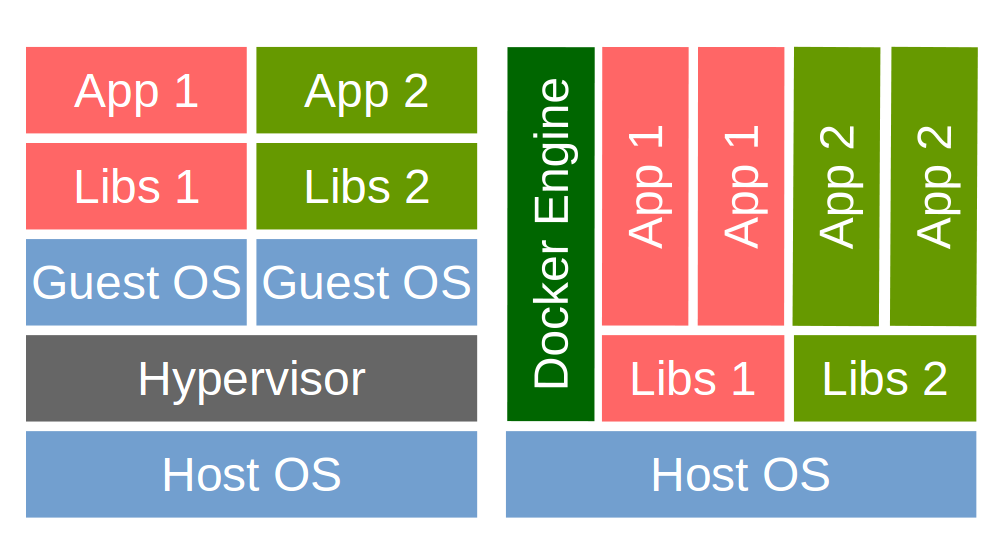 App 1
App 2
Libs 1
Libs 2
Guest OS
Guest OS
Hypervisor
Host OS
Docker Engine
App 1
App 1
App 2
App 2
Libs 1
Libs 2
Host OS